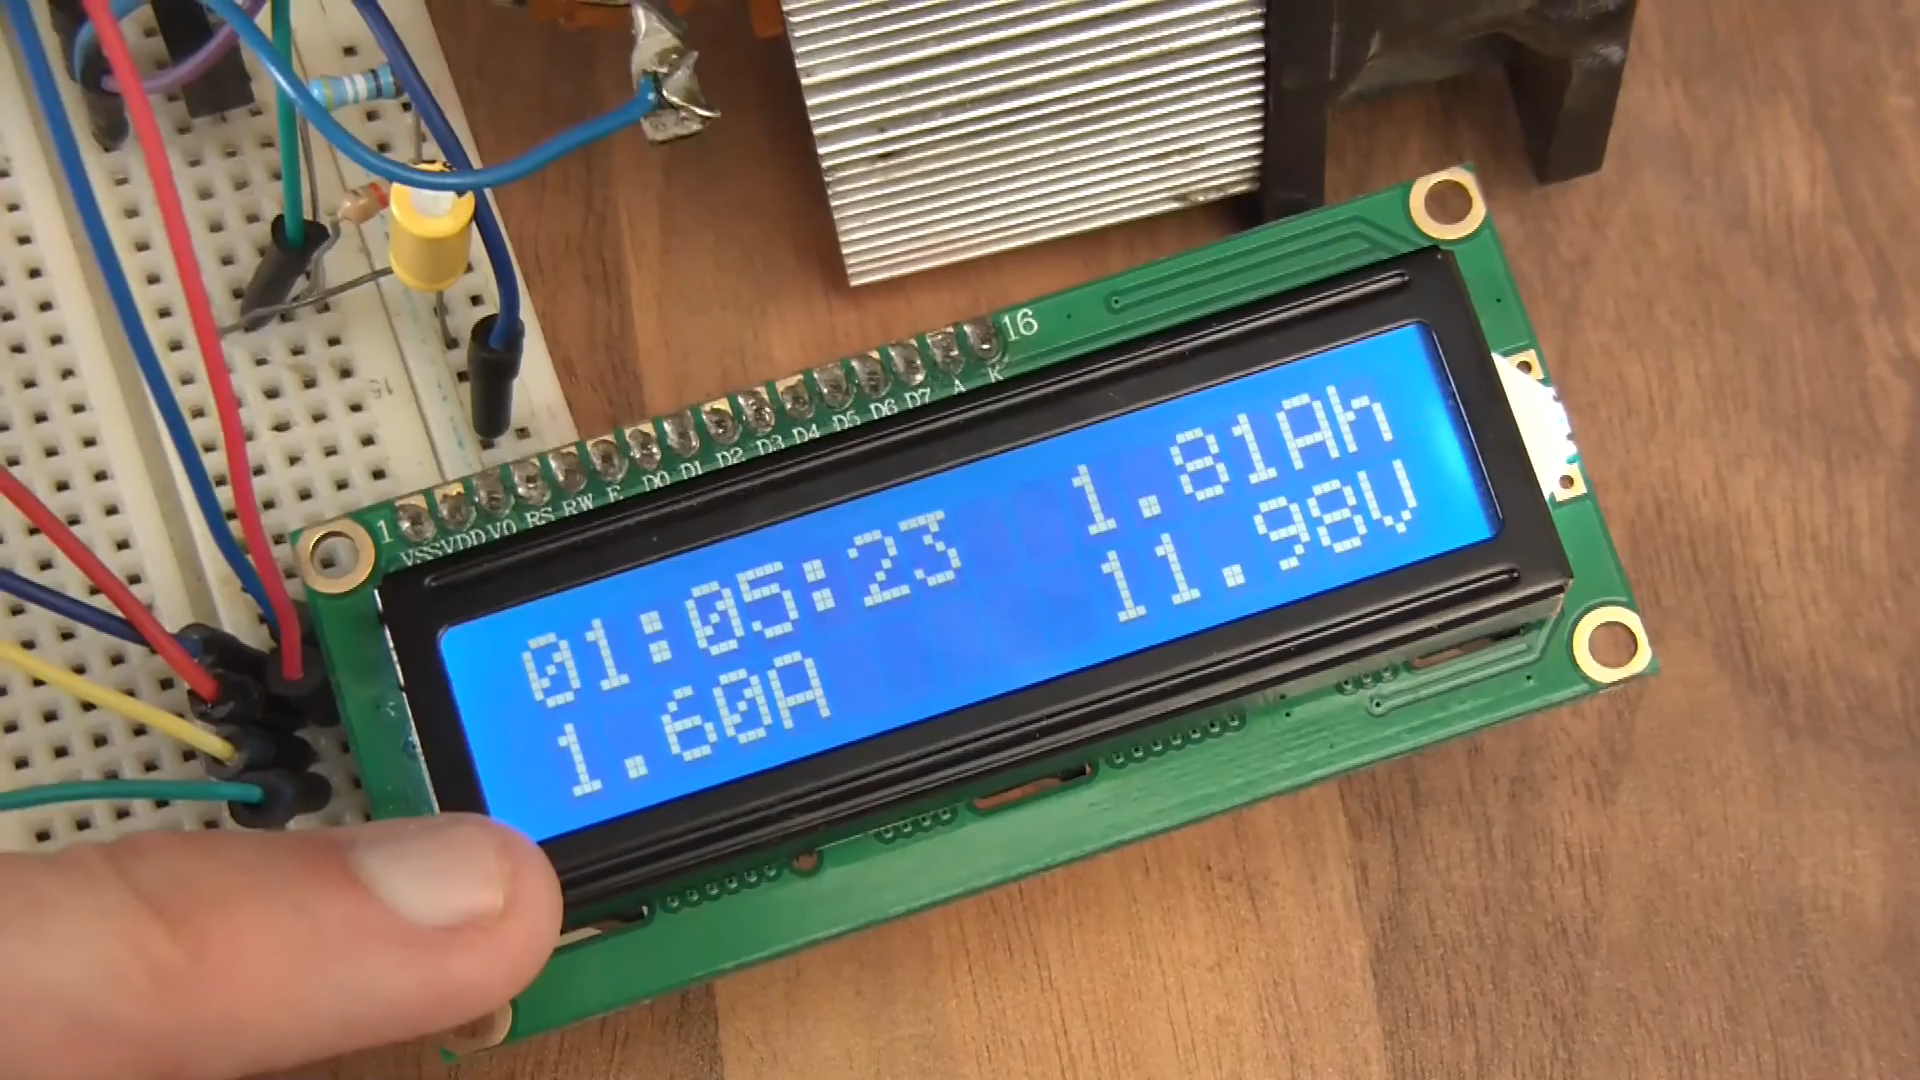 16
1
VSS VDD V0 RS RW E D0 D1 D2 D3 D4 D5 D6 D7 A K
15
01:05:23 1.81Ah
1.60A 11.98V